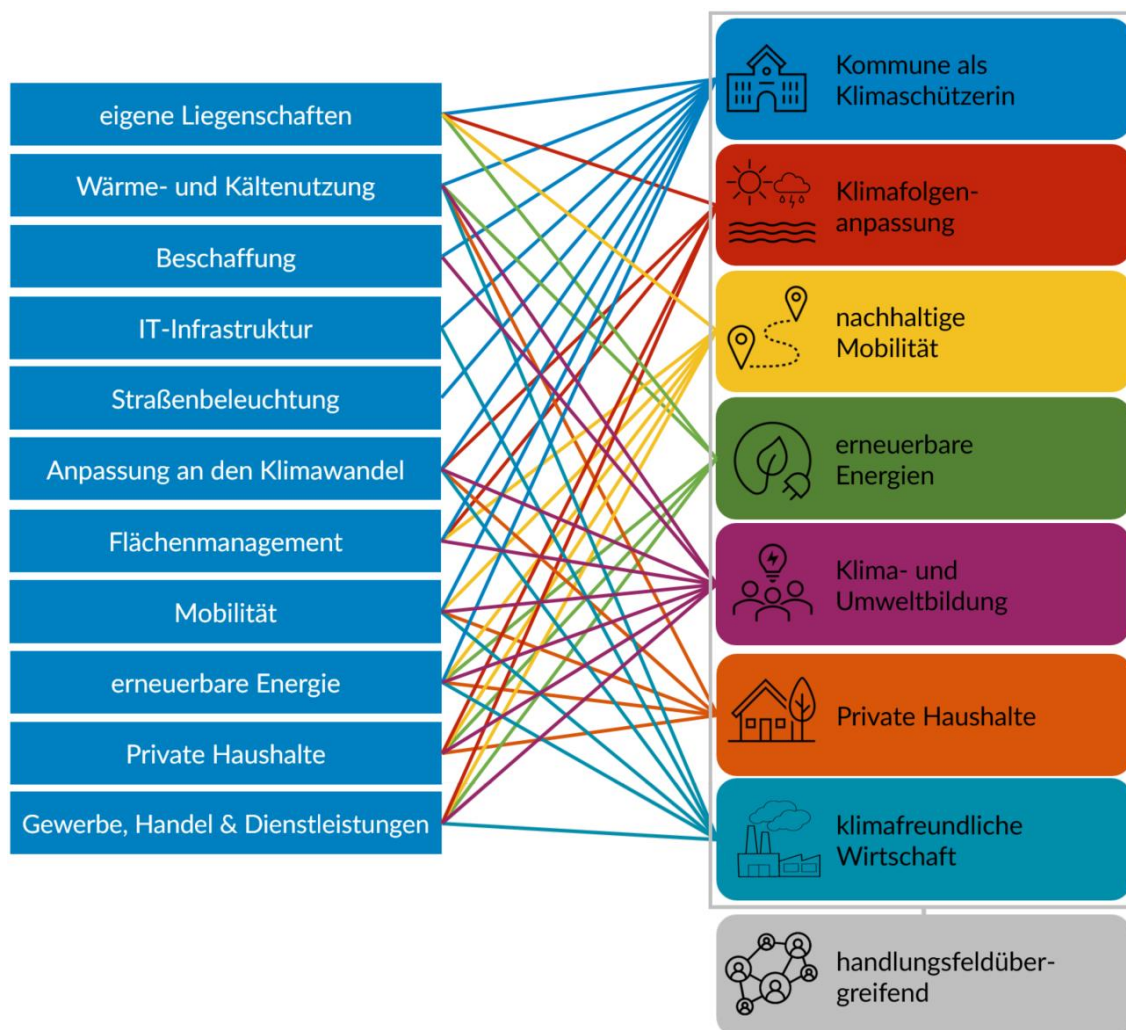 eigene Liegenschaften
Wärme- und Kältenutzung
Beschaffung
IT-Infrastruktur
Straßenbeleuchtung
Anpassung an den Klimawandel
Flächenmanagement
Mobilität
erneuerbare Energie
Private Haushalte
Gewerbe, Handel & Dienstleistungen
Kommune als
Klimaschützerin
Klimafolgen-
anpassung
nachhaltige
Mobilität
erneuerbare
Energien
Klima- und
Umweltbildung
Private Haushalte
klimafreundliche
Wirtschaft
handlungsfeldüber-
greifend